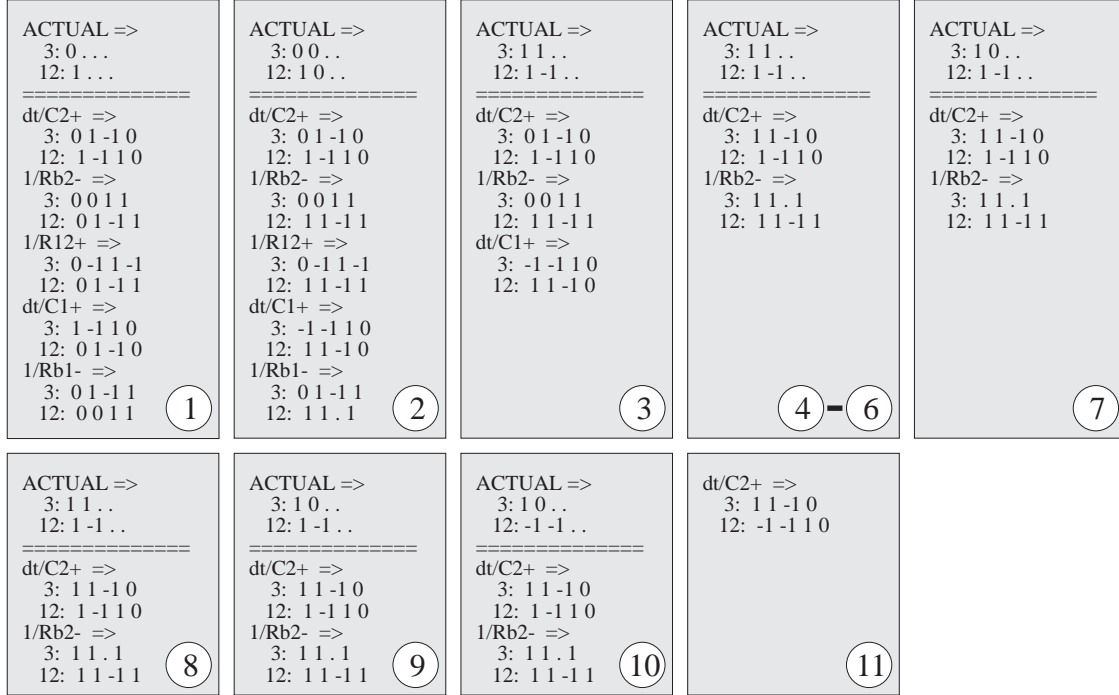 ACTUAL =>
3: 0 . . .
12: 1 . . .
==============
dt/C2+ =>
3: 0 1 -1 0
12: 1 -1 1 0
1/Rb2- =>
3: 0 0 1 1
12: 0 1 -1 1
1/R12+ =>
3: 0 -1 1 -1
12: 0 1 -1 1
dt/C1+ =>
3: 1 -1 1 0
12: 0 1 -1 0
1/Rb1- =>
3: 0 1 -1 1
12: 0 0 1 1
1
ACTUAL =>
3: 0 0 . .
12: 1 0 . .
==============
dt/C2+ =>
3: 0 1 -1 0
12: 1 -1 1 0
1/Rb2- =>
3: 0 0 1 1
12: 1 1 -1 1
1/R12+ =>
3: 0 -1 1 -1
12: 1 1 -1 1
dt/C1+ =>
3: -1 -1 1 0
12: 1 1 -1 0
1/Rb1- =>
3: 0 1 -1 1
12: 1 1 . 1
2
ACTUAL =>
3: 1 1 . .
12: 1 -1 . .
==============
dt/C2+ =>
3: 0 1 -1 0
12: 1 -1 1 0
1/Rb2- =>
3: 0 0 1 1
12: 1 1 -1 1
dt/C1+ =>
3: -1 -1 1 0
12: 1 1 -1 0
3
ACTUAL =>
3: 1 1 . .
12: 1 -1 . .
==============
dt/C2+ =>
3: 1 1 -1 0
12: 1 -1 1 0
1/Rb2- =>
3: 1 1 . 1
12: 1 1 -1 1
4 - 6
ACTUAL =>
3: 1 0 . .
12: 1 -1 . .
==============
dt/C2+ =>
3: 1 1 -1 0
12: 1 -1 1 0
1/Rb2- =>
3: 1 1 . 1
12: 1 1 -1 1
7
ACTUAL =>
3: 1 1 . .
12: 1 -1 . .
==============
dt/C2+ =>
3: 1 1 -1 0
12: 1 -1 1 0
1/Rb2- =>
3: 1 1 . 1
12: 1 1 -1 1
8
ACTUAL =>
3: 1 0 . .
12: 1 -1 . .
==============
dt/C2+ =>
3: 1 1 -1 0
12: 1 -1 1 0
1/Rb2- =>
3: 1 1 . 1
12: 1 1 -1 1
9
ACTUAL =>
3: 1 0 . .
12: -1 -1 . .
==============
dt/C2+ =>
3: 1 1 -1 0
12: 1 -1 1 0
1/Rb2- =>
3: 1 1 . 1
12: 1 1 -1 1
10
dt/C2+ =>
3: 1 1 -1 0
12: -1 -1 1 0
11